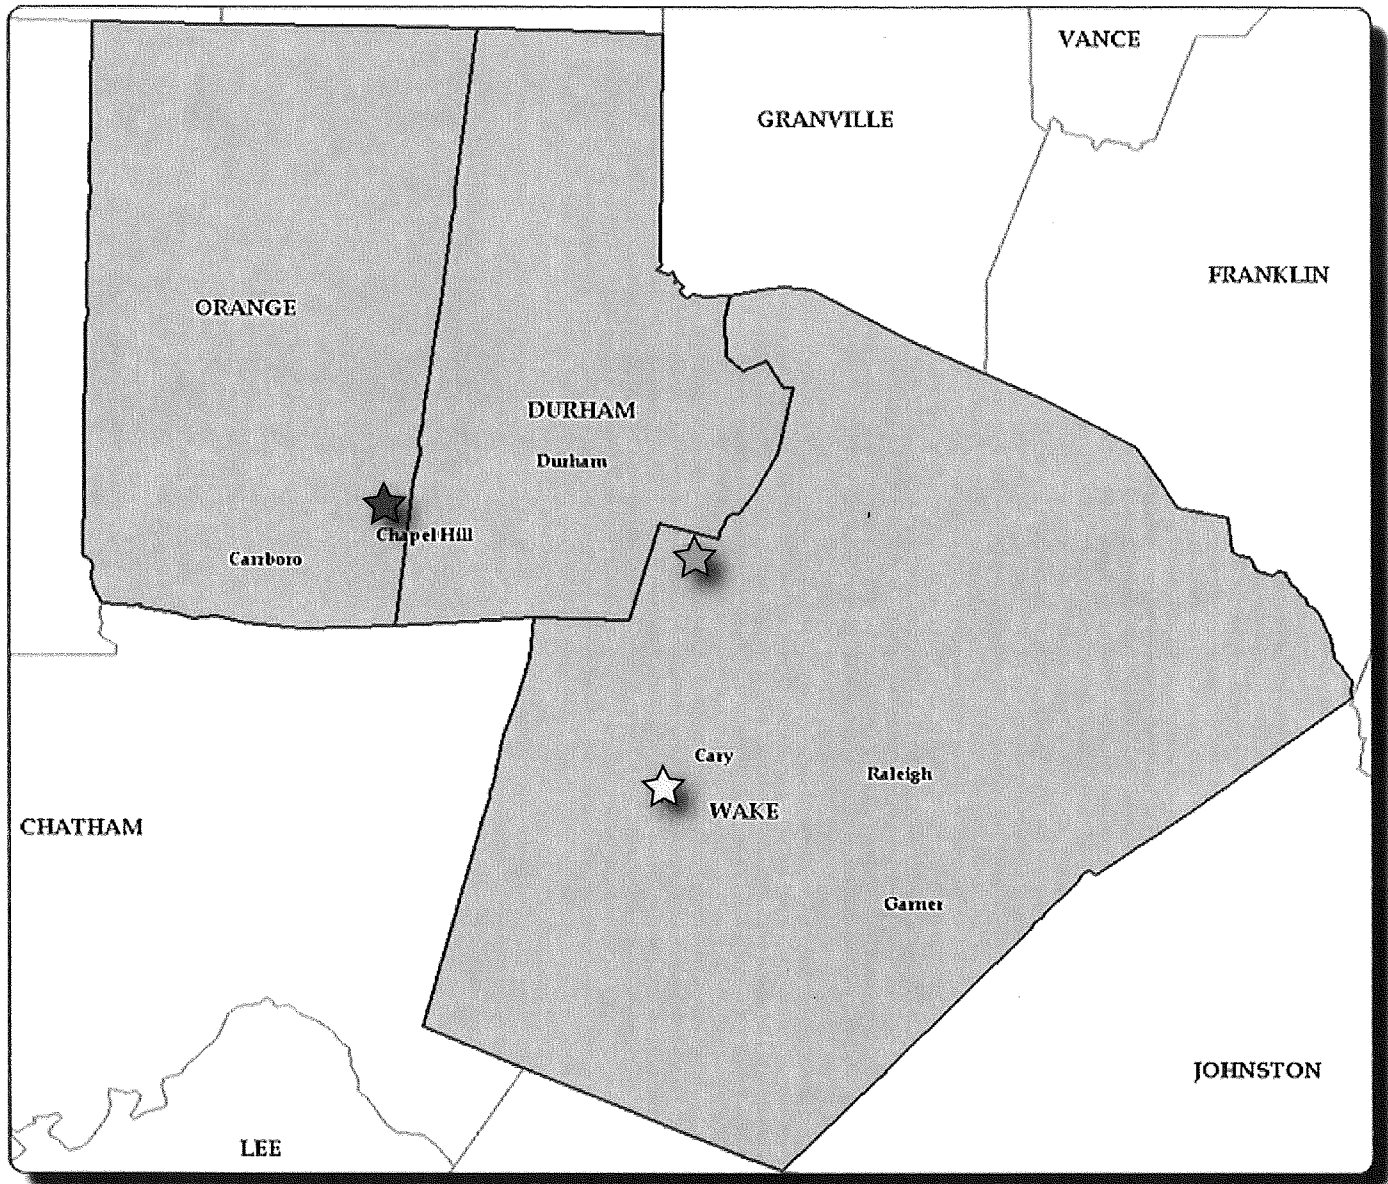 VANCE
GRANVILLE
FRANKLIN
ORANGE
DURHAM
Durham
Chapel Hill
Carrboro
Cary
Raleigh
WAKE
CHATHAM
Garner
JOHNSTON
LEE